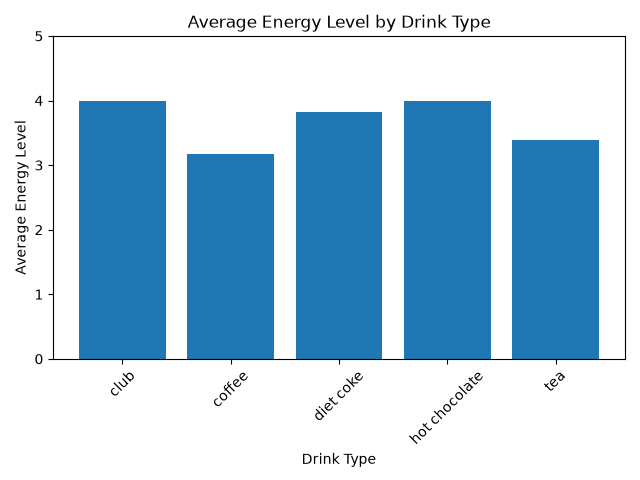 Average Energy Level by Drink Type
Average Energy Level
5
4
3
2
1
0
club
coffee
diet coke
hot chocolate
tea
Drink Type